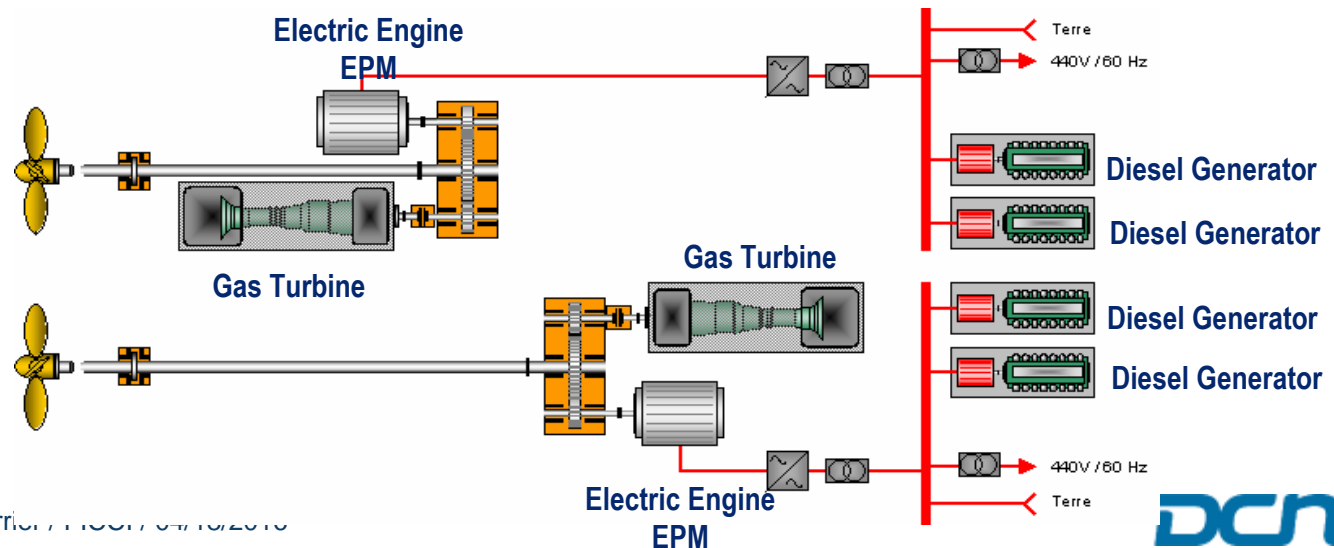 Electric Engine
EPM
Terre
440V / 60 Hz
Diesel Generator
Diesel Generator
Gas Turbine
Gas Turbine
Diesel Generator
Diesel Generator
440V / 60 Hz
Terre
Electric Engine
EPM
DCN